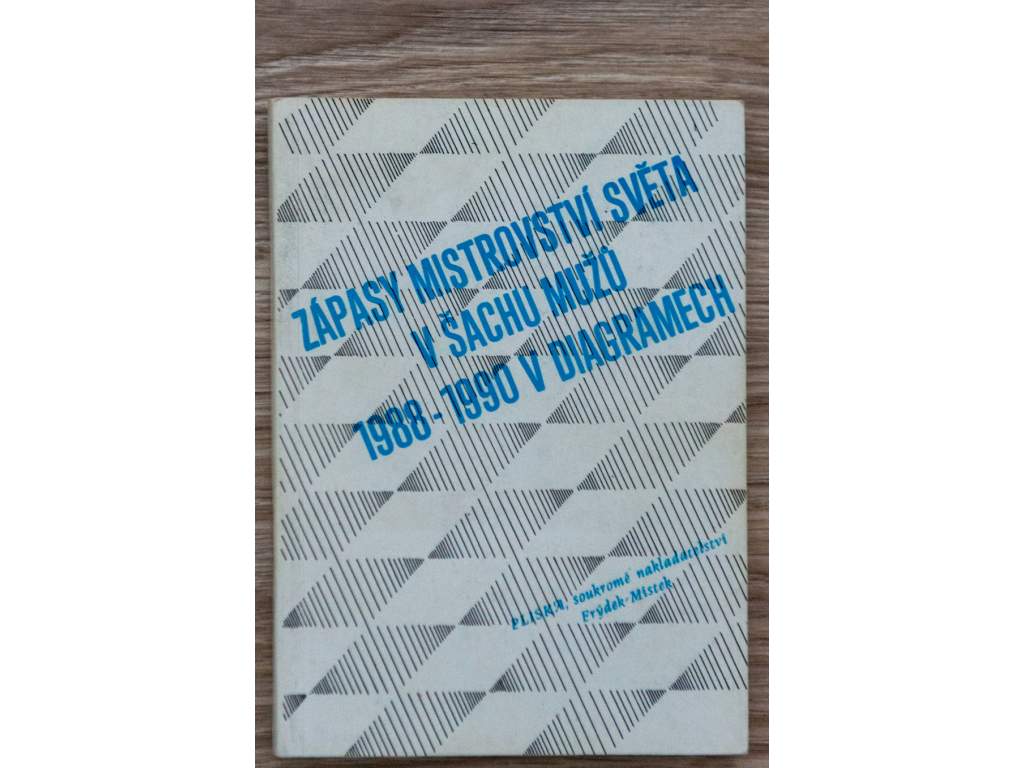 ZÁPASY MISTROVSTVÍ SVĚTA
V ŠACHU MUŽŮ
1988-1990 V DIAGRAMECH
PLISKA, soukromé nakladatelství
Frýdek-Místek